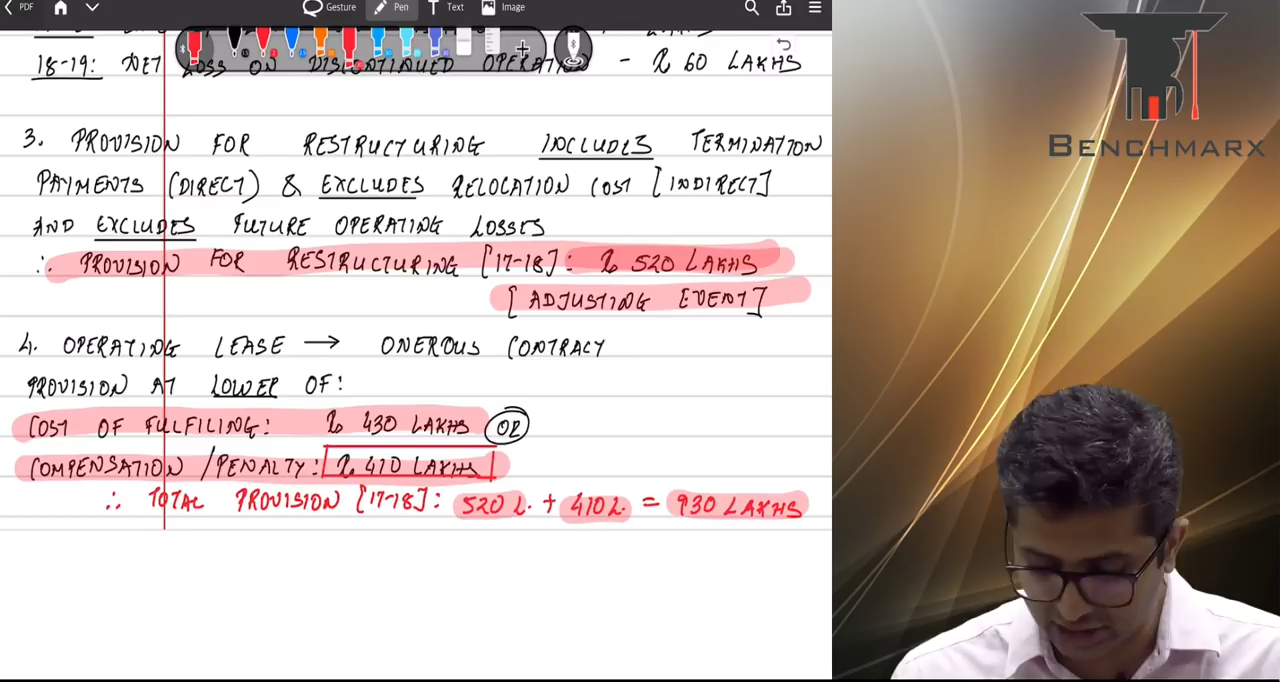 PDF
Gesture
Pen
Text
Image
18-19: NET LOSS ON DISCONTINUED OPERATION - ₹ 60 LAKHS
3. PROVISION FOR RESTRUCTURING INCLUDES TERMINATION
PAYMENTS (DIRECT) & EXCLUDES RELOCATION COST [INDIRECT]
AND EXCLUDES FUTURE OPERATING LOSSES
∴ PROVISION FOR RESTRUCTURING [17-18]: ₹ 520 LAKHS
[ADJUSTING EVENT]
4. OPERATING LEASE → ONEROUS CONTRACT
PROVISION AT LOWER OF:
COST OF FULFILING: ₹ 430 LAKHS OR
COMPENSATION/PENALTY: ₹ 410 LAKHS
∴ TOTAL PROVISION [17-18]: 520 L. + 410 L. = 930 LAKHS
BENCHMARX